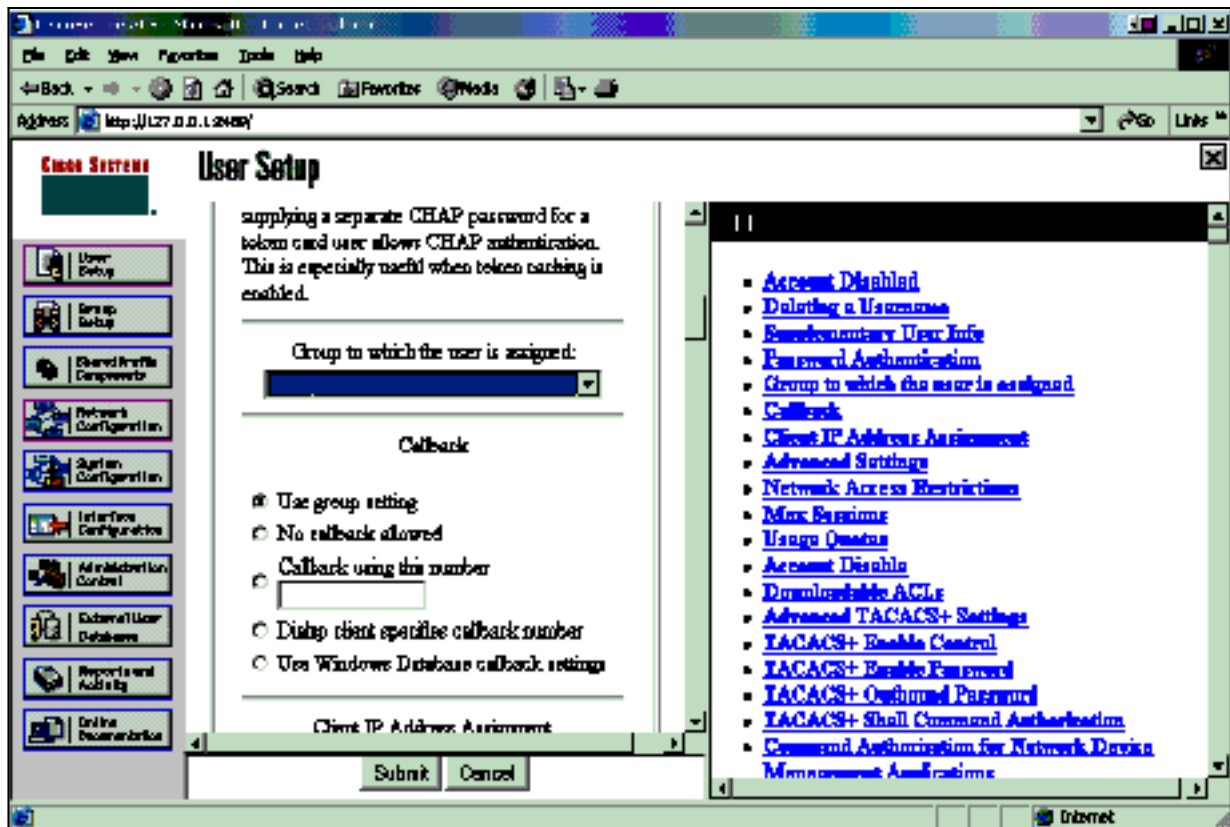 File Edit View Favorites Tools Help
Back Search Favorites Media
Address http://127.0.0.1:2489/ Go Links »
CISCO SYSTEMS
User Setup
User Setup
Group Setup
Shared Profile Components
Network Configuration
System Configuration
Interface Configuration
Administration Control
External User Databases
Reports and Activity
Online Documentation
supplying a separate CHAP password for a
token card user allows CHAP authentication.
This is especially useful when token caching is
enabled.
Group to which the user is assigned:
Callback
Use group setting
No callback allowed
Callback using this number
Dialup client specifies callback number
Use Windows Database callback settings
Client IP Address Assignment
Submit Cancel
Account Disabled
Deleting a Username
Supplementary User Info
Password Authentication
Group to which the user is assigned
Callback
Client IP Address Assignment
Advanced Settings
Network Access Restrictions
Max Sessions
Usage Quotas
Account Disable
Downloadable ACLs
Advanced TACACS+ Settings
TACACS+ Enable Control
TACACS+ Enable Password
TACACS+ Outbound Password
TACACS+ Shell Command Authorization
Command Authorization for Network Device
Management Applications
Internet